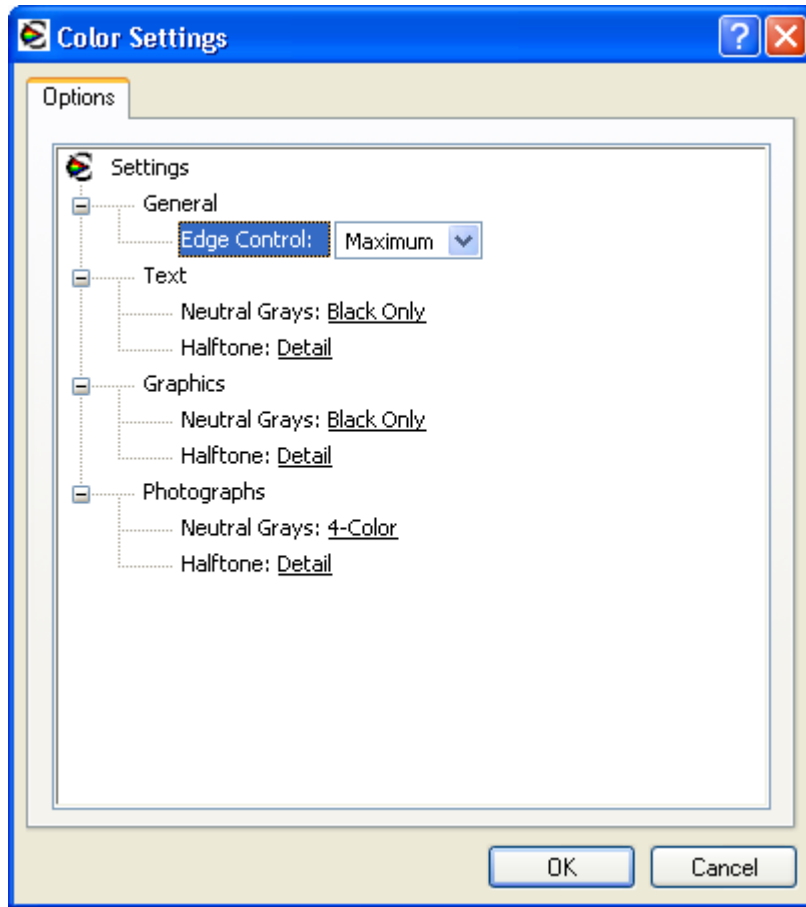 Color Settings
Options
Settings
General
Edge Control: Maximum
Text
Neutral Grays: Black Only
Halftone: Detail
Graphics
Neutral Grays: Black Only
Halftone: Detail
Photographs
Neutral Grays: 4-Color
Halftone: Detail
OK Cancel